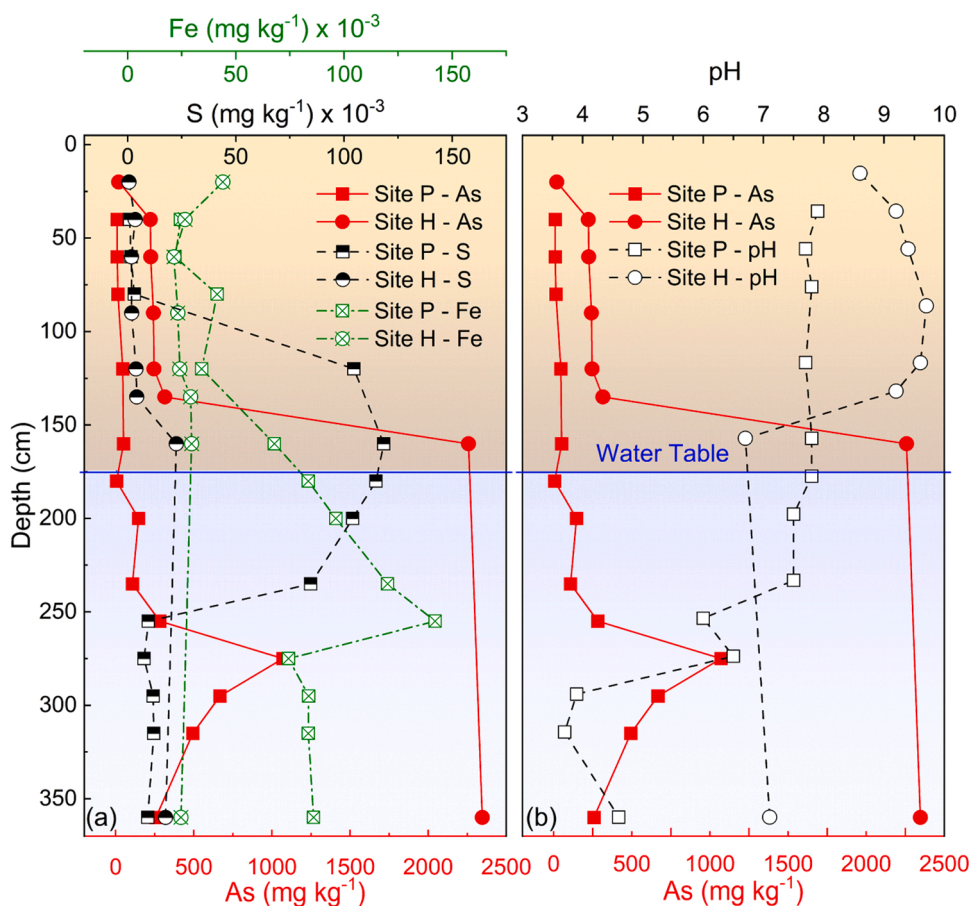 Fe (mg kg⁻¹) x 10⁻³
0 50 100 150
S (mg kg⁻¹) x 10⁻³
0 50 100 150
pH
3 4 5 6 7 8 9 10
Depth (cm)
0
50
100
150
200
250
300
350
Site P - As
Site H - As
Site P - S
Site H - S
Site P - Fe
Site H - Fe
Site P - As
Site H - As
Site P - pH
Site H - pH
Water Table
(a)
(b)
0 500 1000 1500 2000 2500
As (mg kg⁻¹)
0 500 1000 1500 2000 2500
As (mg kg⁻¹)